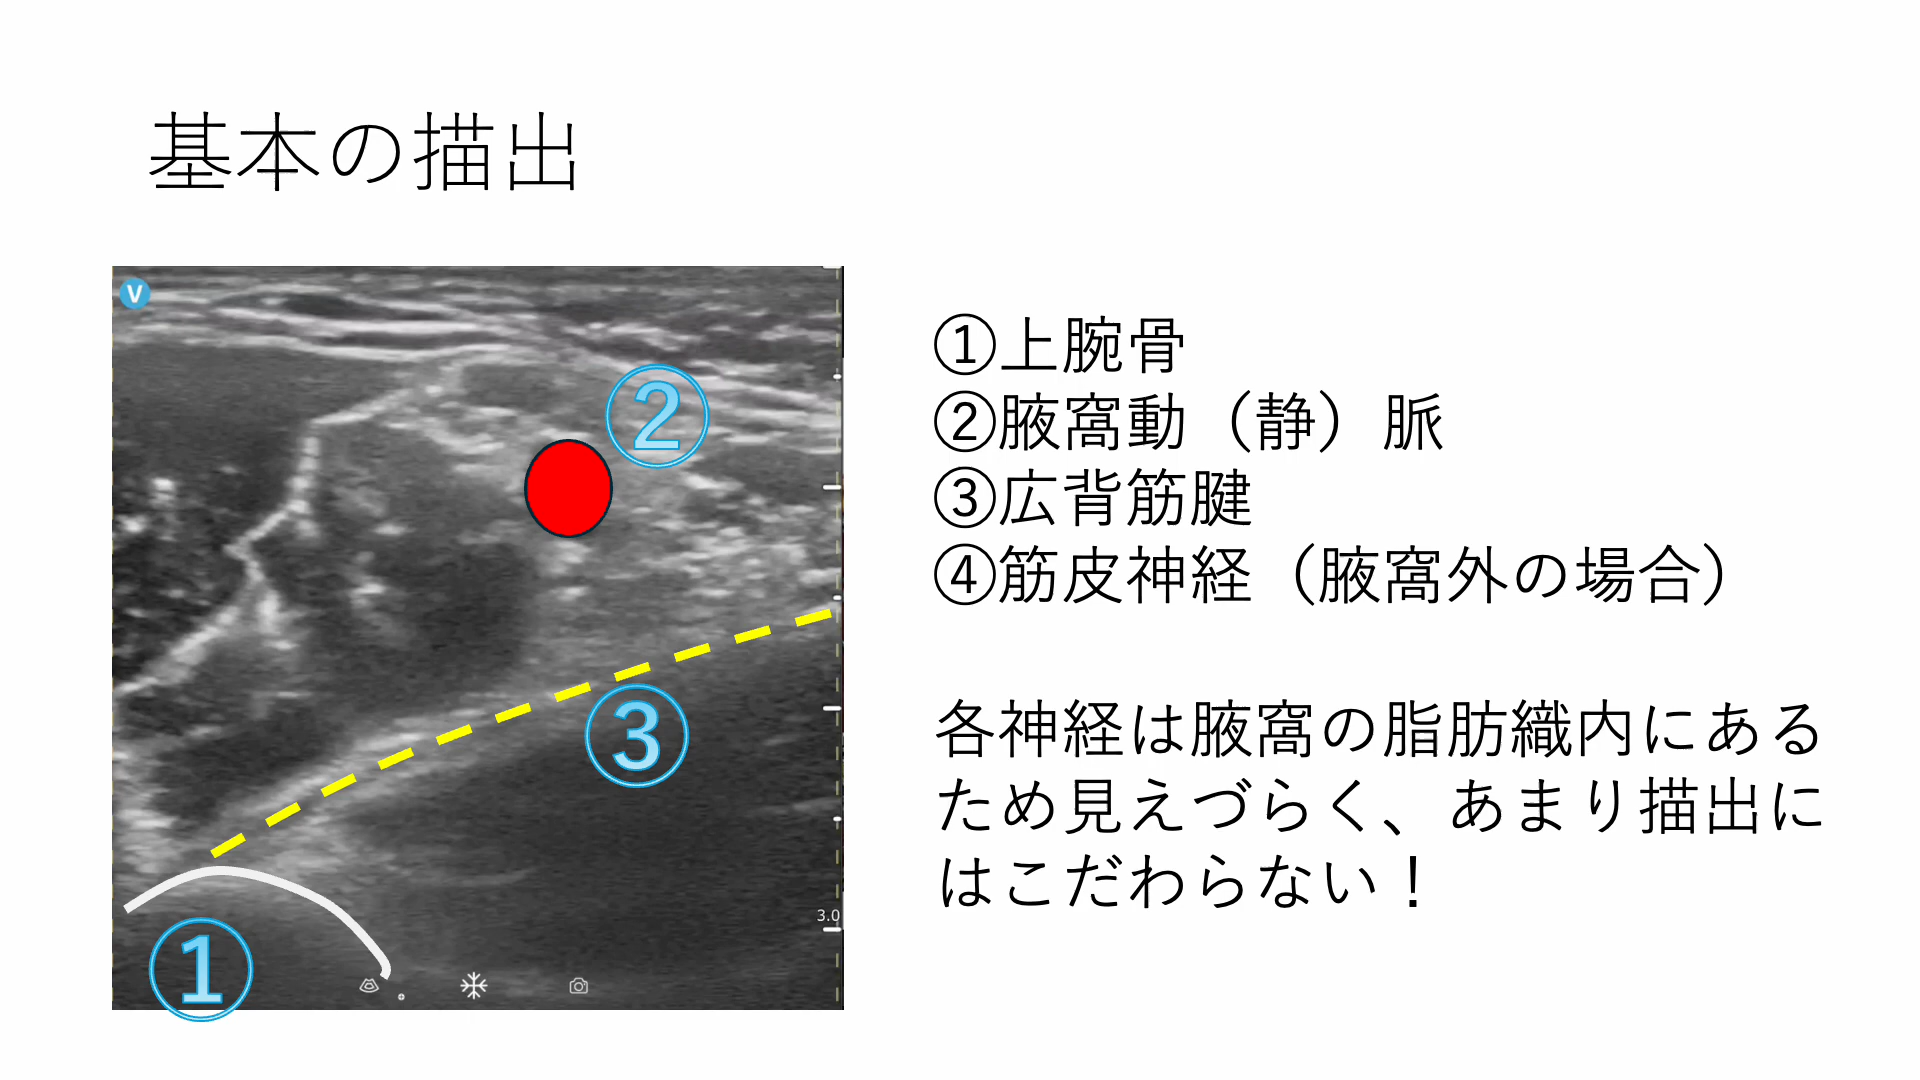 基本の描出
V
②
③
①
3.0
①上腕骨
②腋窩動（静）脈
③広背筋腱
④筋皮神経（腋窩外の場合）
各神経は腋窩の脂肪織内にある
ため見えづらく、あまり描出に
はこだわらない！